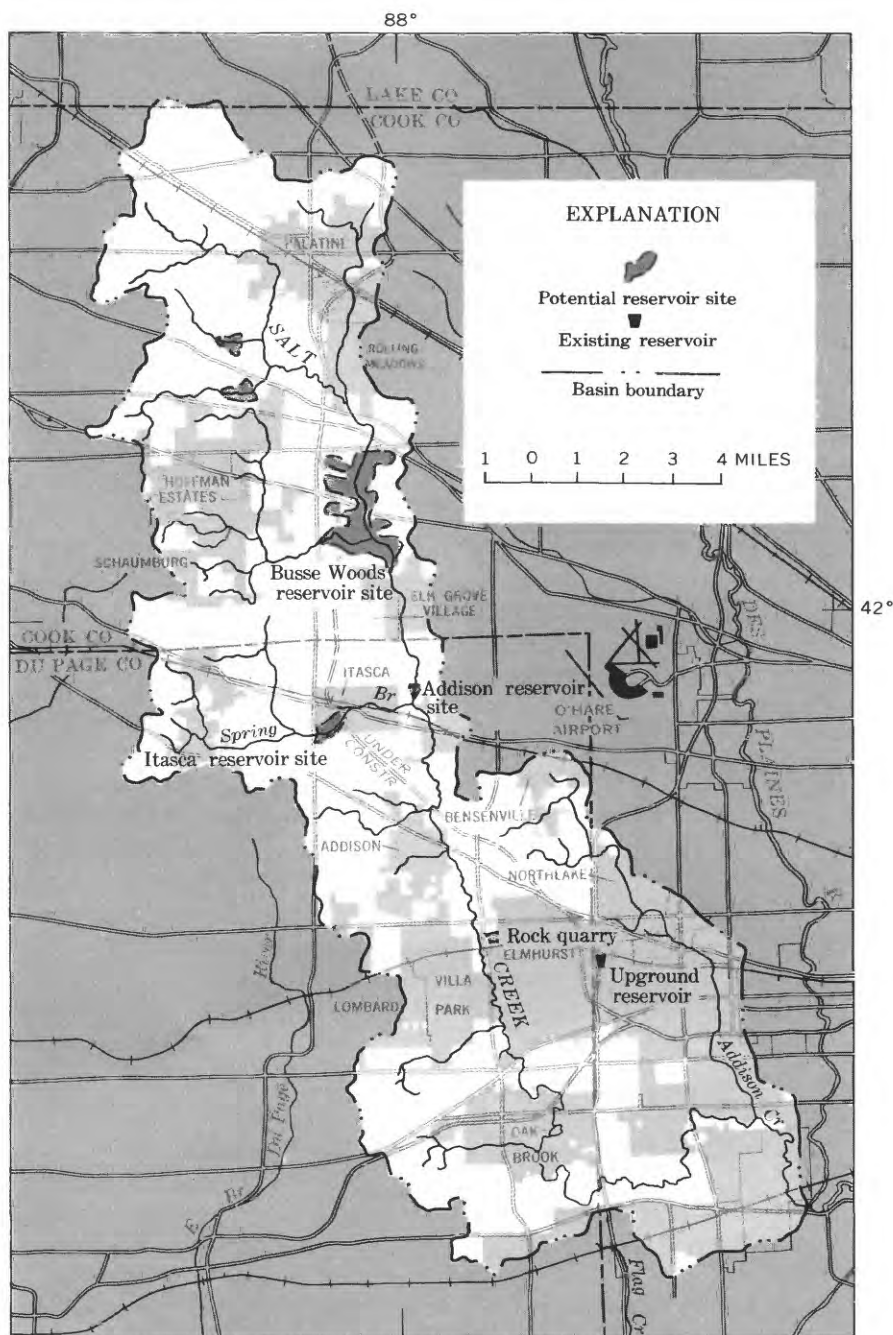 88°
LAKE CO
COOK CO
EXPLANATION
Potential reservoir site
Existing reservoir
Basin boundary
1 0 1 2 3 4 MILES
PALATINE
SALT
ROLLING
MEADOWS
HOFFMAN
ESTATES
SCHAUMBURG
Busse Woods
reservoir site
ELK GROVE
VILLAGE
42°
COOK CO
DU PAGE CO
ITASCA
Br
Addison reservoir
site
O'HARE
AIRPORT
DES
PLAINES
R
Spring
Itasca reservoir site
UNDER
CONSTR
BENSENVILLE
ADDISON
NORTHLAKE
Rock quarry
ELMHURST
Upground
reservoir
CREEK
VILLA
PARK
LOMBARD
River
Du Page
Br
E
Addison Cr
OAK
BROOK
Flag Cr